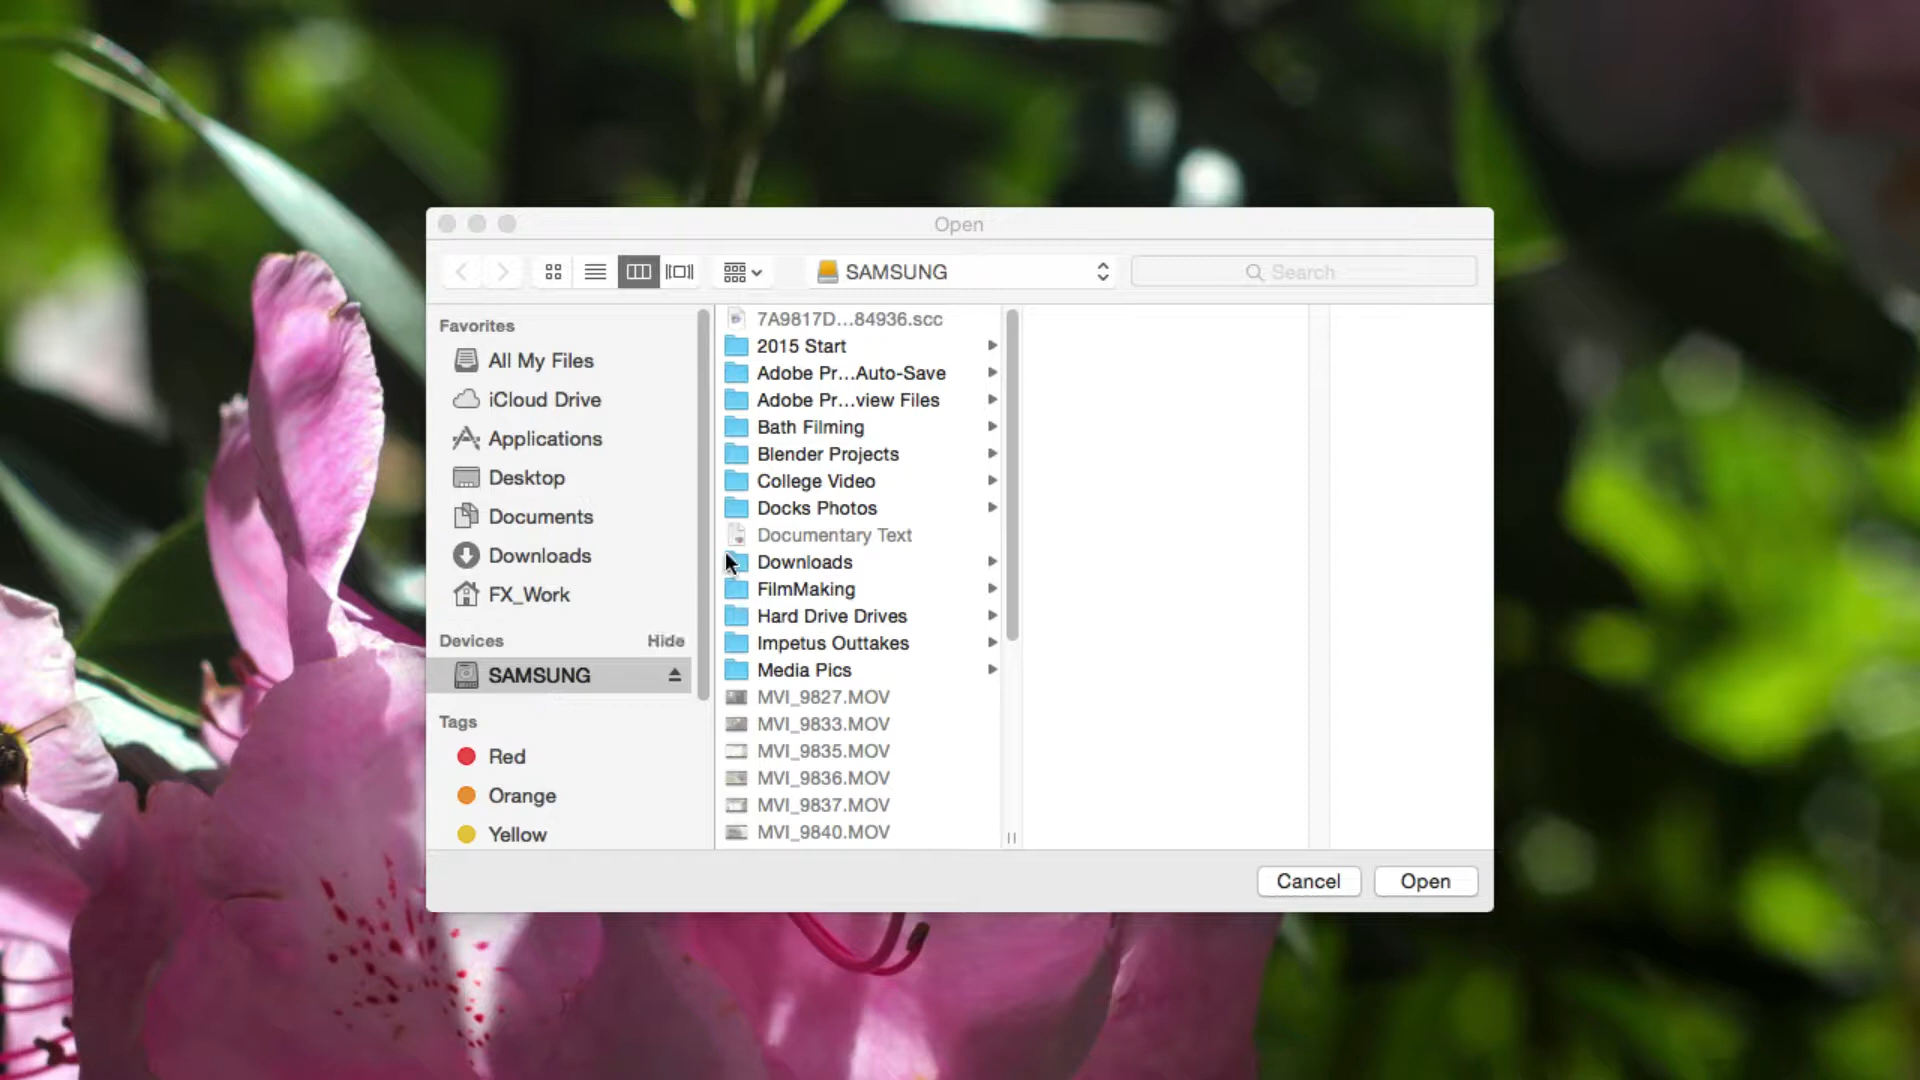 Open
SAMSUNG
Search
Favorites
All My Files
iCloud Drive
Applications
Desktop
Documents
Downloads
FX_Work
Devices Hide
SAMSUNG
Tags
Red
Orange
Yellow
7A9817D...84936.scc
2015 Start
Adobe Pr...Auto-Save
Adobe Pr...view Files
Bath Filming
Blender Projects
College Video
Docks Photos
Documentary Text
Downloads
FilmMaking
Hard Drive Drives
Impetus Outtakes
Media Pics
MVI_9827.MOV
MVI_9833.MOV
MVI_9835.MOV
MVI_9836.MOV
MVI_9837.MOV
MVI_9840.MOV
Cancel Open